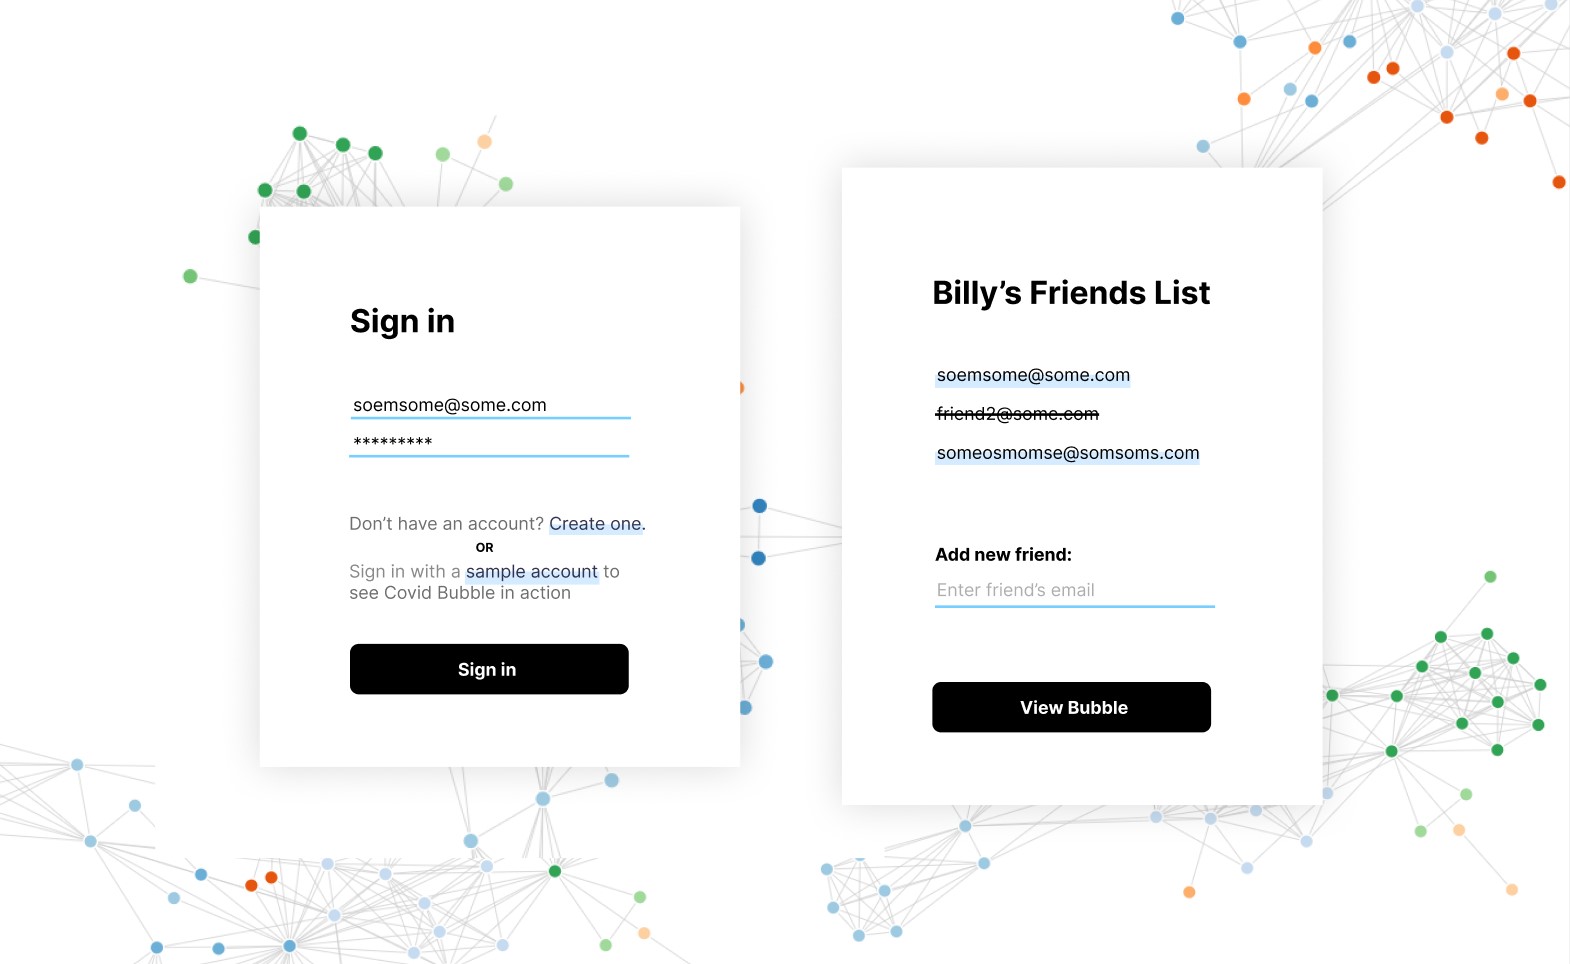 Sign in
soemsome@some.com
*********
Don’t have an account? Create one.
OR
Sign in with a sample account to
see Covid Bubble in action
Sign in
Billy’s Friends List
soemsome@some.com
friend2@some.com
someosmomse@somsoms.com
Add new friend:
Enter friend’s email
View Bubble